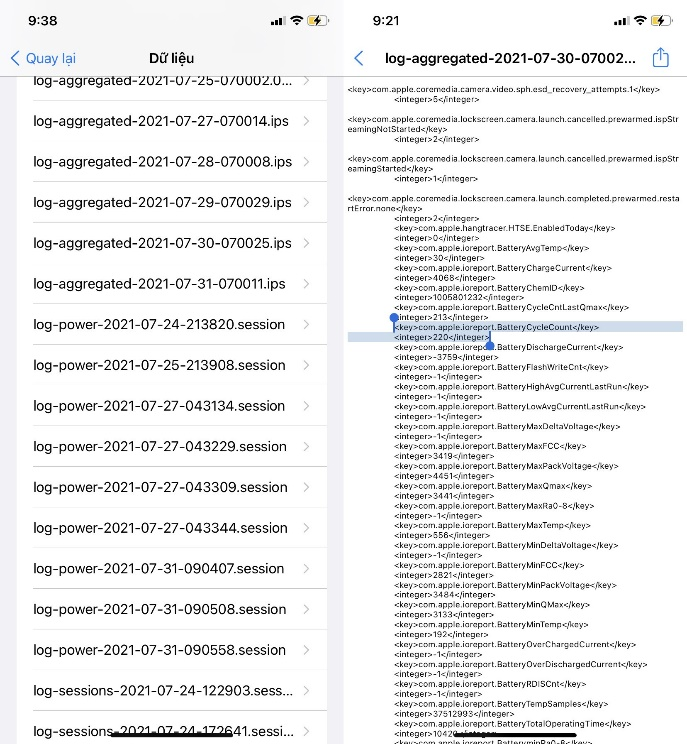 9:38
Quay lại
Dữ liệu
log-aggregated-2021-07-25-070002.0...
log-aggregated-2021-07-27-070014.ips
log-aggregated-2021-07-28-070008.ips
log-aggregated-2021-07-29-070029.ips
log-aggregated-2021-07-30-070025.ips
log-aggregated-2021-07-31-070011.ips
log-power-2021-07-24-213820.session
log-power-2021-07-25-213908.session
log-power-2021-07-27-043134.session
log-power-2021-07-27-043229.session
log-power-2021-07-27-043309.session
log-power-2021-07-27-043344.session
log-power-2021-07-31-090407.session
log-power-2021-07-31-090508.session
log-power-2021-07-31-090558.session
log-sessions-2021-07-24-122903.sess...
log-sessions-2021-07-24-172641.sessi...
9:21
log-aggregated-2021-07-30-07002...
<key>com.apple.coremedia.camera.video.sph.esd_recovery_attempts.1</key>
<integer>5</integer>
<key>com.apple.coremedia.lockscreen.camera.launch.cancelled.prewarmed.ispStr
eamingNotStarted</key>
<integer>2</integer>
<key>com.apple.coremedia.lockscreen.camera.launch.cancelled.prewarmed.ispStr
eamingStarted</key>
<integer>1</integer>
<key>com.apple.coremedia.lockscreen.camera.launch.completed.prewarmed.resta
rtError.none</key>
<integer>2</integer>
<key>com.apple.hangtracer.HTSE.EnabledToday</key>
<integer>0</integer>
<key>com.apple.ioreport.BatteryAvgTemp</key>
<integer>30</integer>
<key>com.apple.ioreport.BatteryChargeCurrent</key>
<integer>4068</integer>
<key>com.apple.ioreport.BatteryChemID</key>
<integer>1005801232</integer>
<key>com.apple.ioreport.BatteryCycleCntLastQmax</key>
<integer>213</integer>
<key>com.apple.ioreport.BatteryCycleCount</key>
<integer>220</integer>
<key>com.apple.ioreport.BatteryDischargeCurrent</key>
<integer>-3759</integer>
<key>com.apple.ioreport.BatteryFlashWriteCnt</key>
<integer>-1</integer>
<key>com.apple.ioreport.BatteryHighAvgCurrentLastRun</key>
<integer>-1</integer>
<key>com.apple.ioreport.BatteryLowAvgCurrentLastRun</key>
<integer>-1</integer>
<key>com.apple.ioreport.BatteryMaxDeltaVoltage</key>
<integer>-1</integer>
<key>com.apple.ioreport.BatteryMaxFCC</key>
<integer>3419</integer>
<key>com.apple.ioreport.BatteryMaxPackVoltage</key>
<integer>4451</integer>
<key>com.apple.ioreport.BatteryMaxQmax</key>
<integer>3441</integer>
<key>com.apple.ioreport.BatteryMaxRa0-8</key>
<integer>-1</integer>
<key>com.apple.ioreport.BatteryMaxTemp</key>
<integer>556</integer>
<key>com.apple.ioreport.BatteryMinDeltaVoltage</key>
<integer>-1</integer>
<key>com.apple.ioreport.BatteryMinFCC</key>
<integer>2821</integer>
<key>com.apple.ioreport.BatteryMinPackVoltage</key>
<integer>3484</integer>
<key>com.apple.ioreport.BatteryMinQMax</key>
<integer>3133</integer>
<key>com.apple.ioreport.BatteryMinTemp</key>
<integer>192</integer>
<key>com.apple.ioreport.BatteryOverChargedCurrent</key>
<integer>-1</integer>
<key>com.apple.ioreport.BatteryOverDischargedCurrent</key>
<integer>-1</integer>
<key>com.apple.ioreport.BatteryRDISCnt</key>
<integer>-1</integer>
<key>com.apple.ioreport.BatteryTempSamples</key>
<integer>37512993</integer>
<key>com.apple.ioreport.BatteryTotalOperatingTime</key>
<key>com.apple.ioreport.BatteryminRa0-8</key>